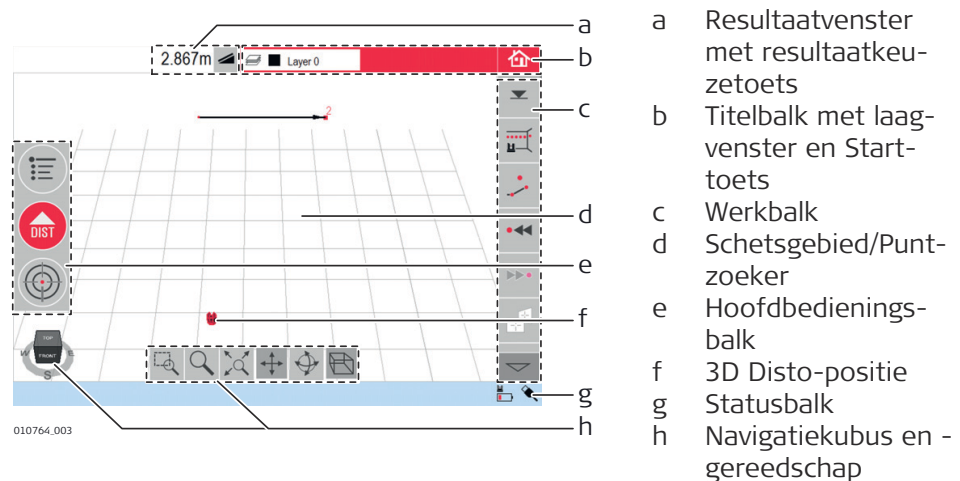 2.867m
Layer 0
2
DIST
TOP
FRONT
W
E
S
010764_003
a
b
c
d
e
f
g
h
a Resultaatvenster
met resultaatkeu-
zetoets
b Titelbalk met laag-
venster en Start-
toets
c Werkbalk
d Schetsgebied/Punt-
zoeker
e Hoofdbedienings-
balk
f 3D Disto-positie
g Statusbalk
h Navigatiekubus en -
gereedschap